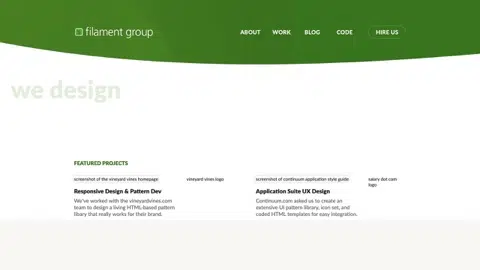 filament group
ABOUT WORK BLOG CODE HIRE US
we design
FEATURED PROJECTS
screenshot of the vineyard vines homepage
vineyard vines logo
Responsive Design & Pattern Dev
We've worked with the vineyardvines.com
team to design a living HTML-based pattern
libary that really works for their brand.
screenshot of continuum application style guide
salary dot com
logo
Application Suite UX Design
Continuum.com asked us to create an
extensive UI pattern library, icon set, and
coded HTML templates for easy integration.